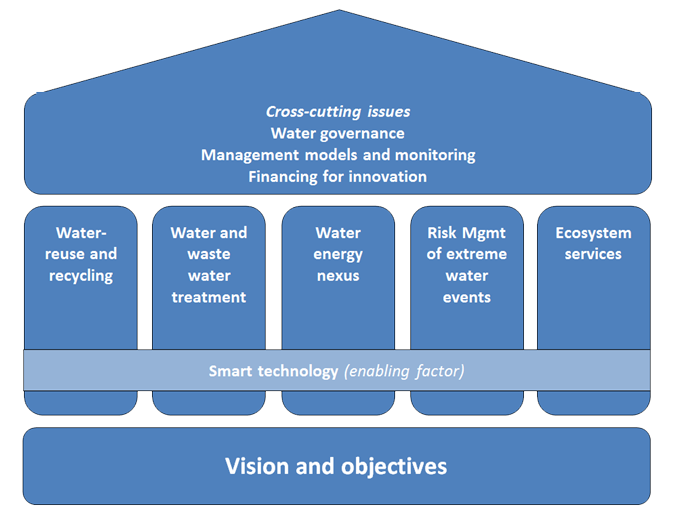 Cross-cutting issues
Water governance
Management models and monitoring
Financing for innovation
Water-
reuse and
recycling
Water and
waste
water
treatment
Water
energy
nexus
Risk Mgmt
of extreme
water
events
Ecosystem
services
Smart technology (enabling factor)
Vision and objectives